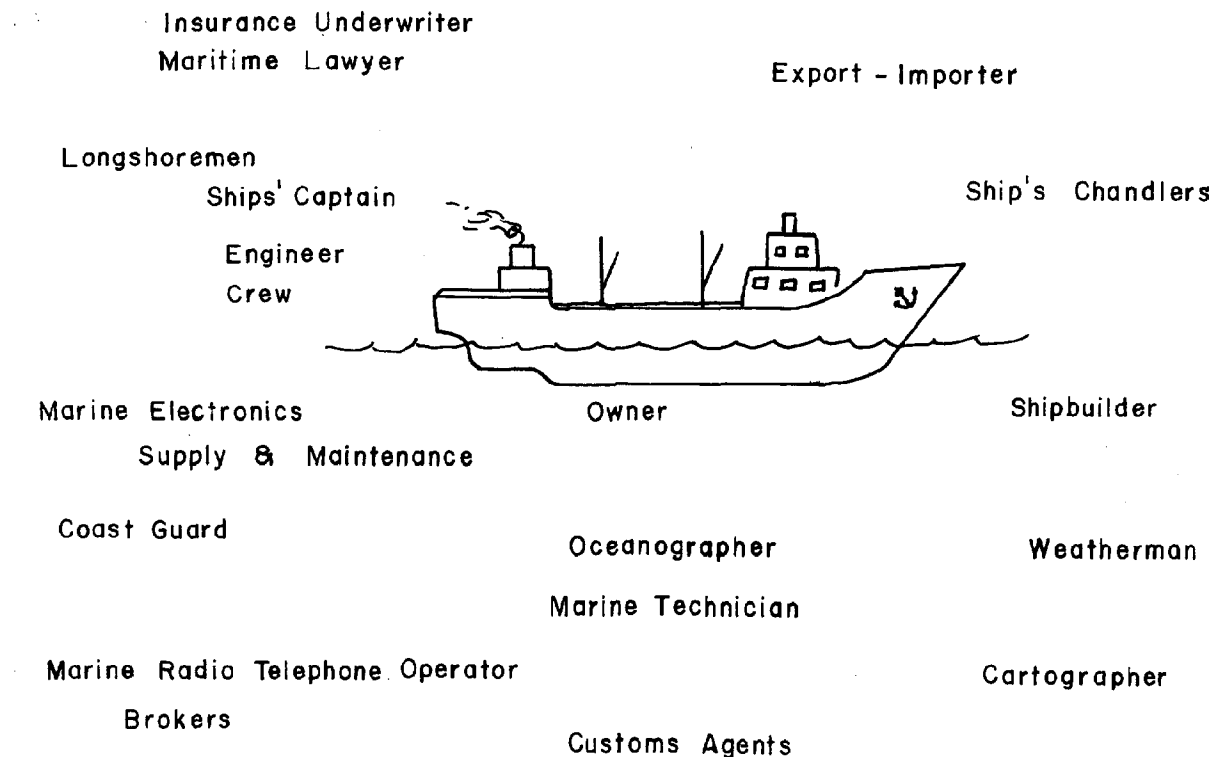 Insurance Underwriter
Maritime Lawyer
Export - Importer
Longshoremen
Ships' Captain
Ship's Chandlers
Engineer
Crew
Marine Electronics
Owner
Shipbuilder
Supply & Maintenance
Coast Guard
Oceanographer
Weatherman
Marine Technician
Marine Radio Telephone Operator
Cartographer
Brokers
Customs Agents